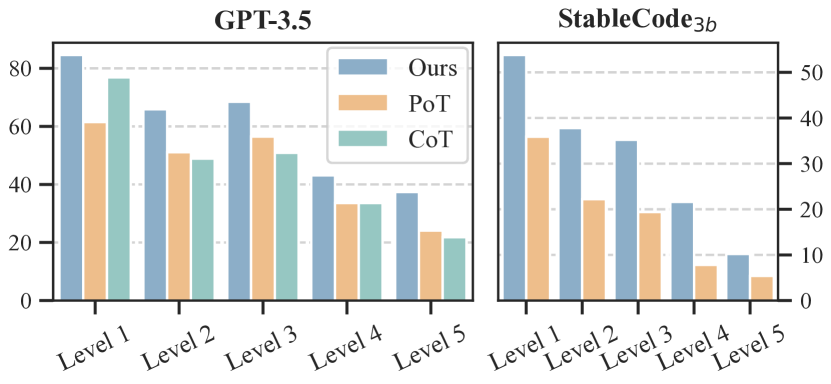 GPT-3.5
80
60
40
20
0
Ours
PoT
CoT
Level 1
Level 2
Level 3
Level 4
Level 5
StableCode3b
50
40
30
20
10
0
Level 1
Level 2
Level 3
Level 4
Level 5